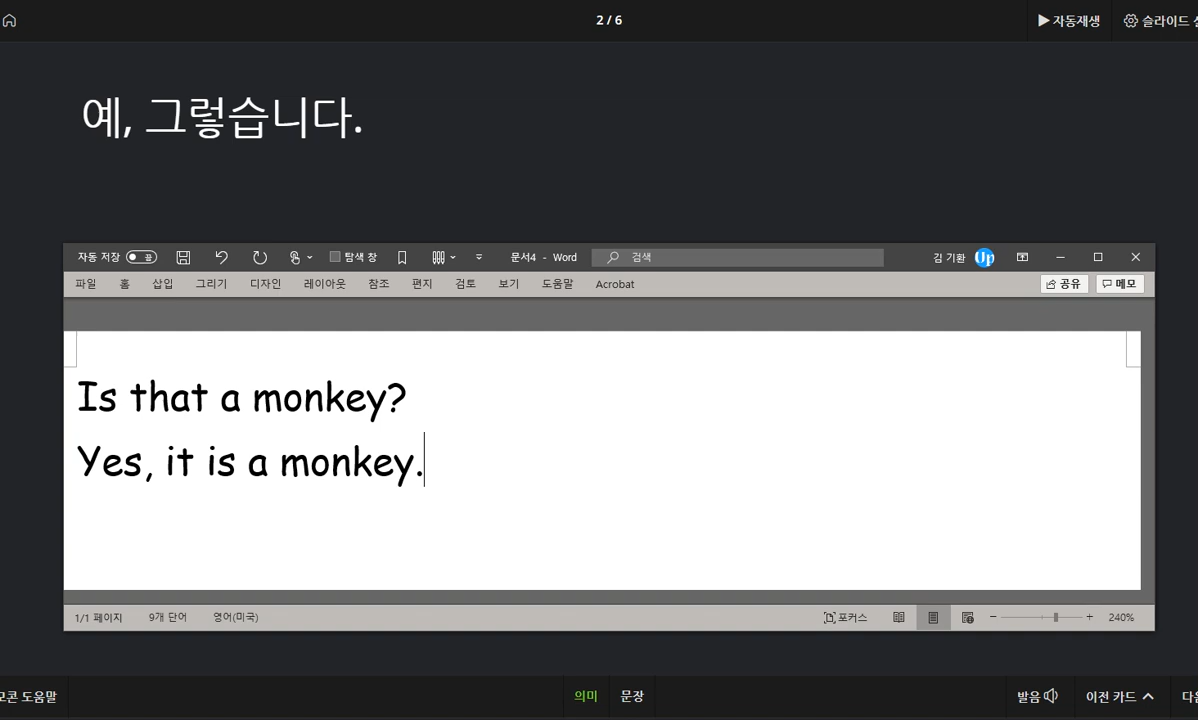 2 / 6
자동재생
슬라이드
예, 그렇습니다.
자동 저장 끔 탐색 창 문서4 - Word 검색 김 기환 Up
파일 홈 삽입 그리기 디자인 레이아웃 참조 편지 검토 보기 도움말 Acrobat 공유 메모
Is that a monkey?
Yes, it is a monkey.
1/1 페이지 9개 단어 영어(미국) 포커스 240%
도움말 의미 문장 발음 이전 카드